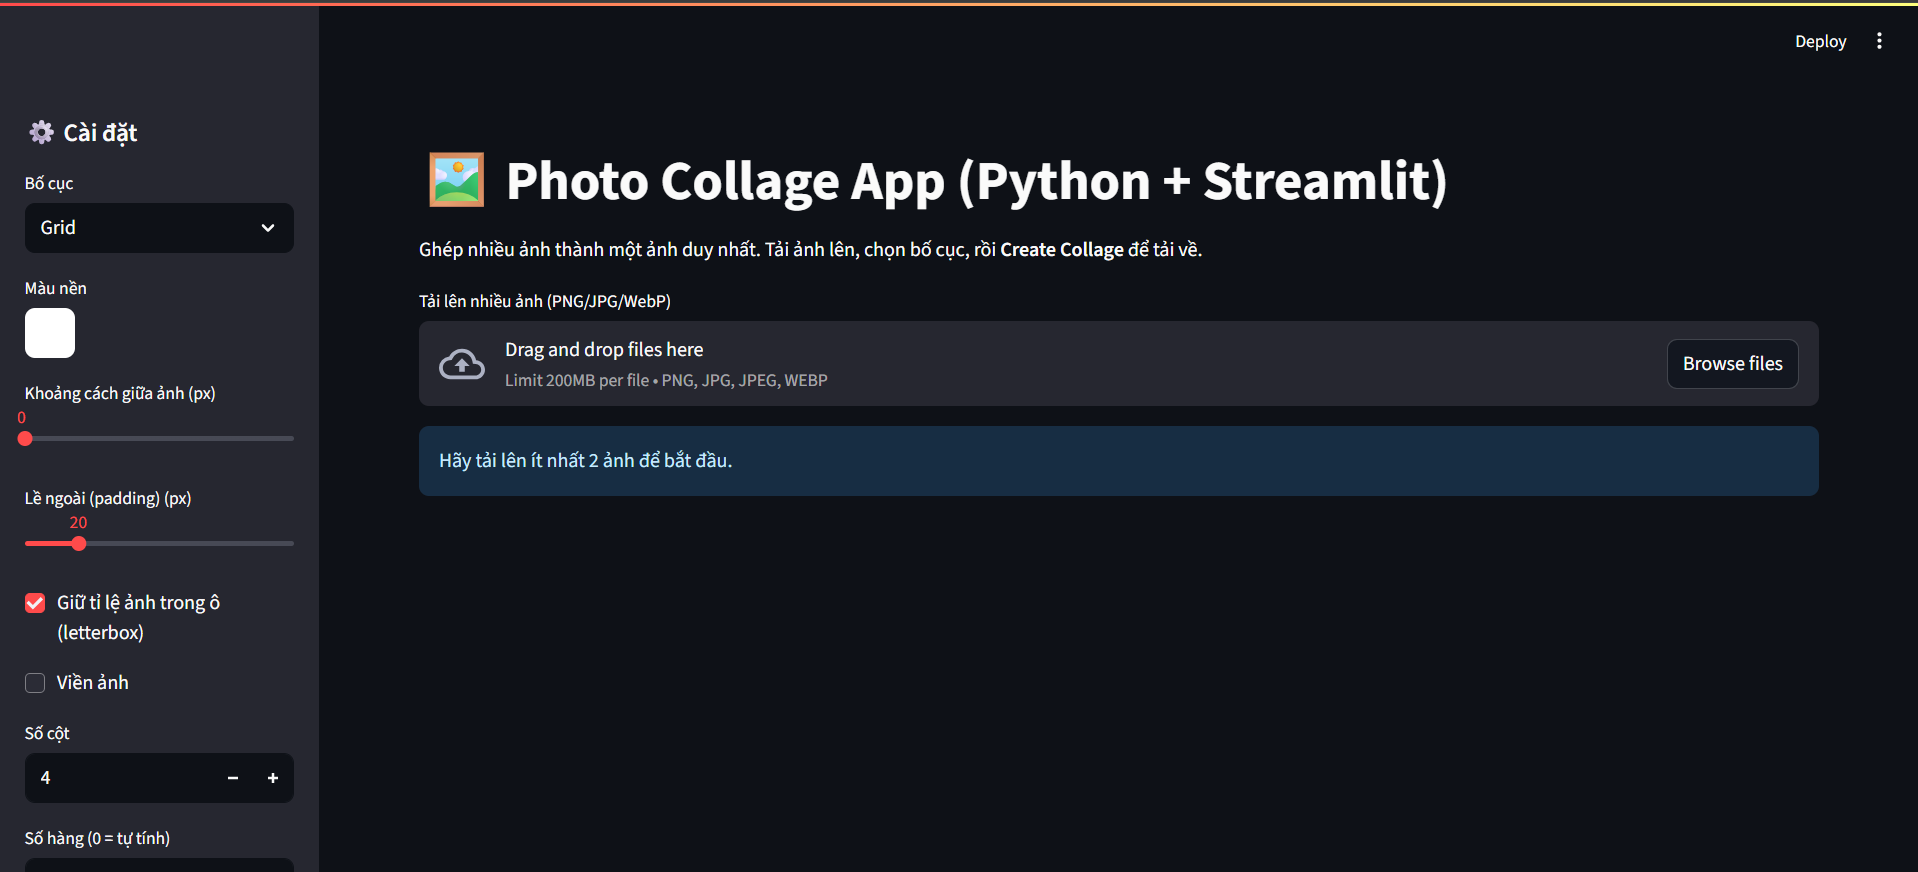 Deploy
Cài đặt
Bố cục
Grid
Màu nền
Khoảng cách giữa ảnh (px)
0
Lề ngoài (padding) (px)
20
Giữ tỉ lệ ảnh trong ô
(letterbox)
Viền ảnh
Số cột
4
Số hàng (0 = tự tính)
Photo Collage App (Python + Streamlit)
Ghép nhiều ảnh thành một ảnh duy nhất. Tải ảnh lên, chọn bố cục, rồi Create Collage để tải về.
Tải lên nhiều ảnh (PNG/JPG/WebP)
Drag and drop files here
Limit 200MB per file • PNG, JPG, JPEG, WEBP
Browse files
Hãy tải lên ít nhất 2 ảnh để bắt đầu.